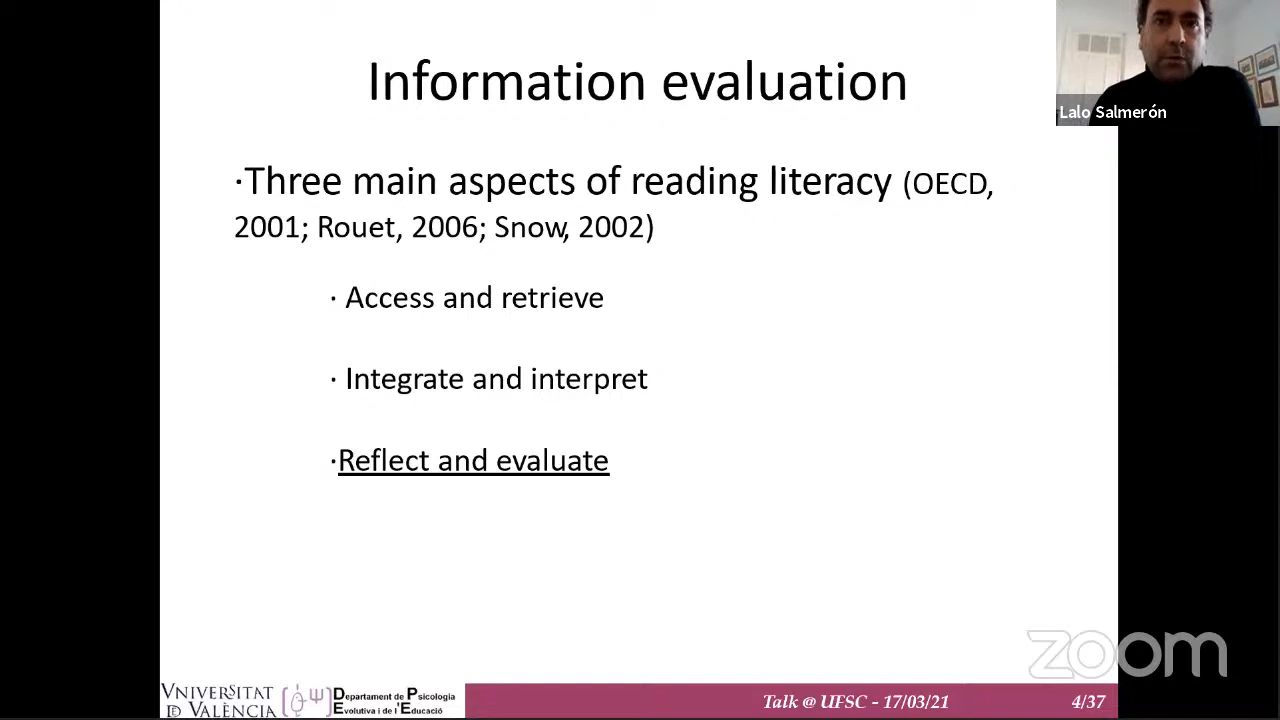 Information evaluation
Lalo Salmerón
·Three main aspects of reading literacy (OECD,
2001; Rouet, 2006; Snow, 2002)
· Access and retrieve
· Integrate and interpret
·Reflect and evaluate
zoom
VNIVERSITAT
DE VALÈNCIA
Departament de Psicologia
Evolutiva i de l'Educació
Talk @ UFSC - 17/03/21
4/37